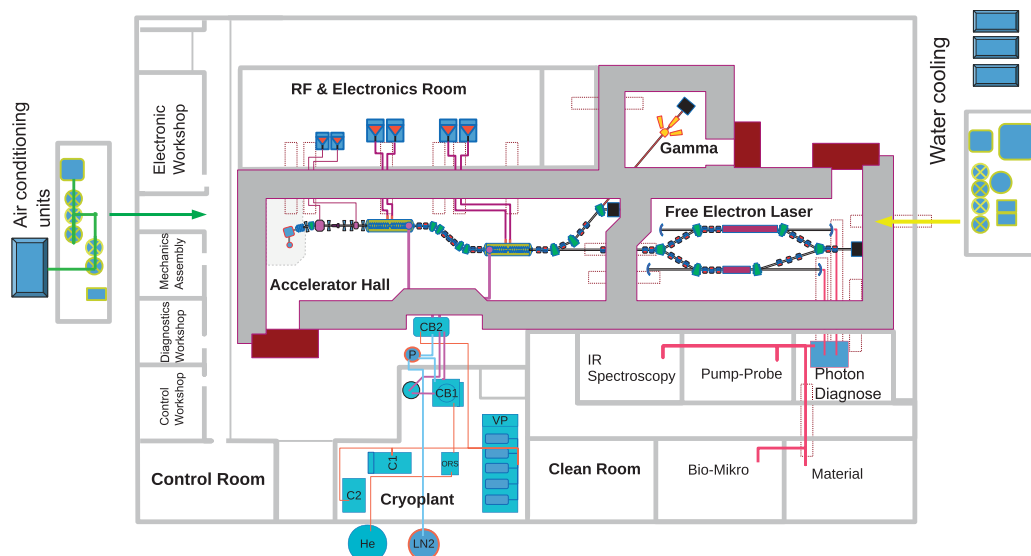 Air conditioning
units
Electronic
Workshop
Mechanics
Assembly
Diagnostics
Workshop
Control
Workshop
RF & Electronics Room
Gamma
Water cooling
Free Electron Laser
Accelerator Hall
CB2
P
CB1
IR
Spectroscopy
Pump-Probe
Photon
Diagnose
VP
C1
ORS
C2
Cryoplant
Control Room
Clean Room
Bio-Mikro
Material
He
LN2